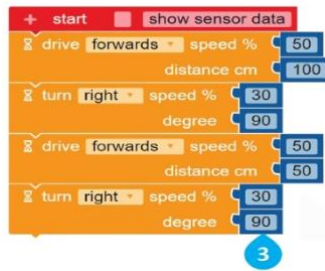 + start show sensor data
drive forwards speed % 50
distance cm 100
turn right speed % 30
degree 90
drive forwards speed % 50
distance cm 50
turn right speed % 30
degree 90
3